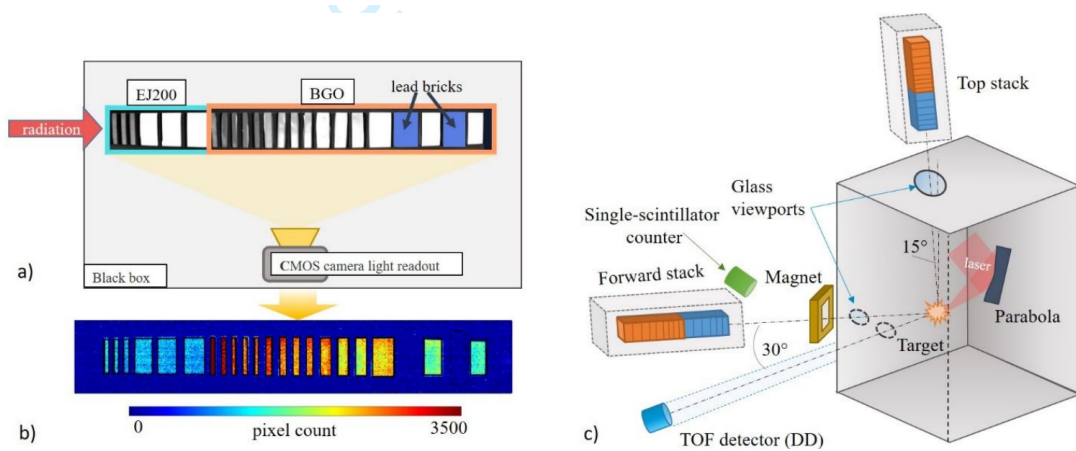 a)
EJ200
BGO
lead bricks
radiation
CMOS camera light readout
Black box
b)
0
3500
pixel count
Top stack
Glass
viewports
Single-scintillator
counter
Forward stack
Magnet
15°
laser
Parabola
Target
30°
TOF detector (DD)
c)